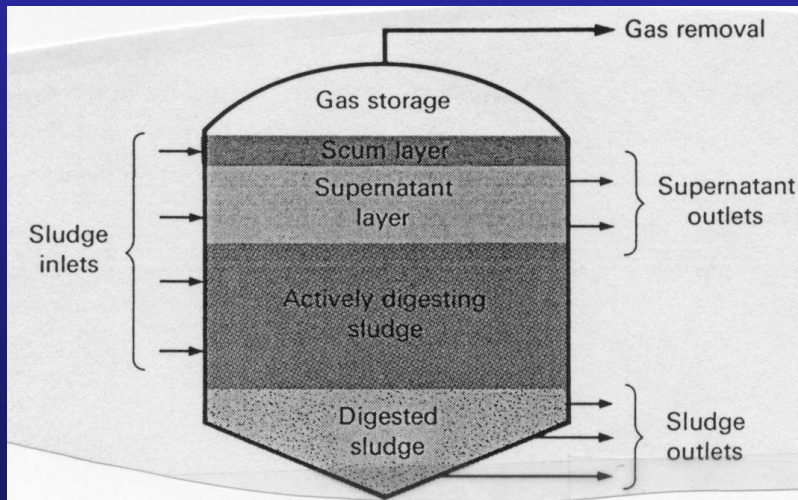 Gas removal
Gas storage
Scum layer
Supernatant
layer
Supernatant
outlets
Sludge
inlets
Actively digesting
sludge
Digested
sludge
Sludge
outlets